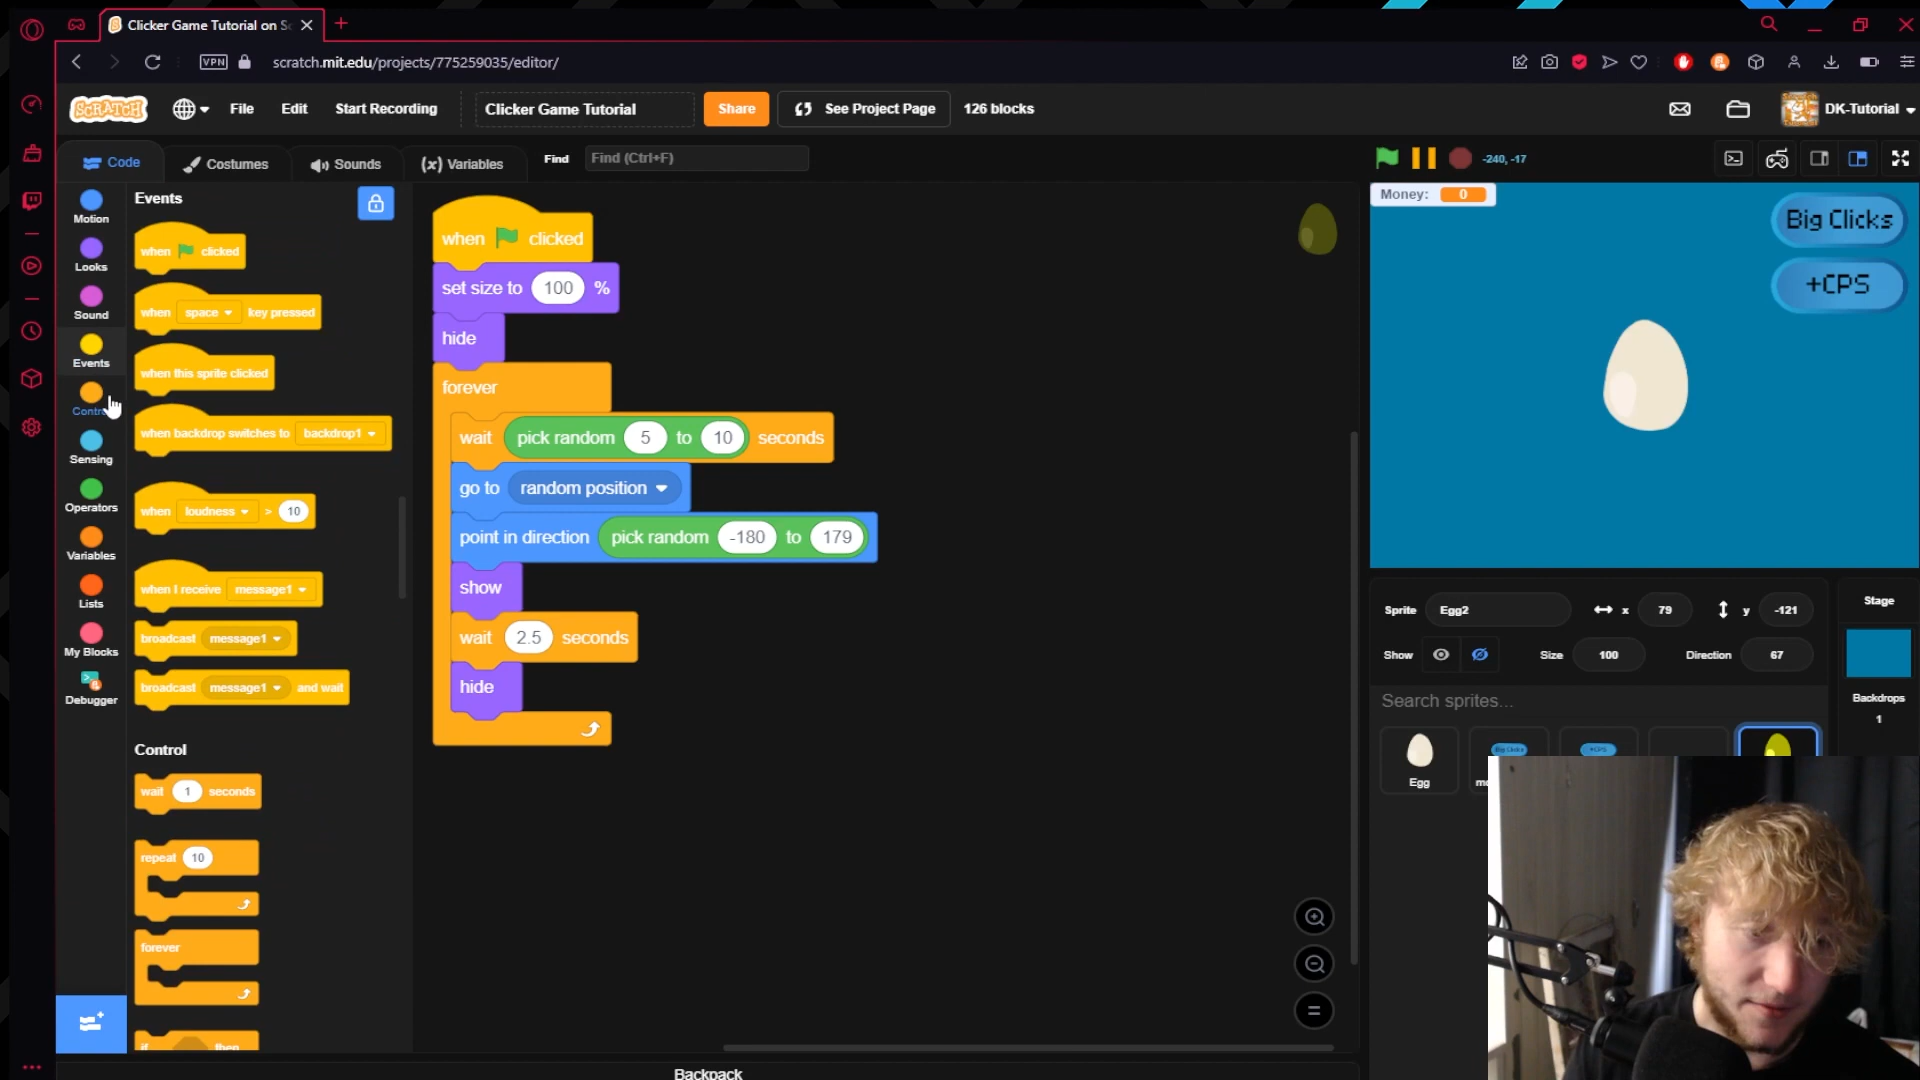 Clicker Game Tutorial on S
VPN
scratch.mit.edu/projects/775259035/editor/
SCRATCH
File
Edit
Start Recording
Clicker Game Tutorial
Share
See Project Page
126 blocks
DK-Tutorial
Code
Costumes
Sounds
(x) Variables
Find
Find (Ctrl+F)
-240, -17
Motion
Looks
Sound
Events
Control
Sensing
Operators
Variables
Lists
My Blocks
Debugger
Events
when clicked
when space key pressed
when this sprite clicked
when backdrop switches to backdrop1
when loudness > 10
when I receive message1
broadcast message1
broadcast message1 and wait
Control
wait 1 seconds
repeat 10
forever
if then
when clicked
set size to 100 %
hide
forever
wait pick random 5 to 10 seconds
go to random position
point in direction pick random -180 to 179
show
wait 2.5 seconds
hide
Backpack
Money: 0
Big Clicks
+CPS
Sprite Egg2 x 79 y -121
Show Size 100 Direction 67
Search sprites...
Egg
Big Clicks
+CPS
Stage
Backdrops
1